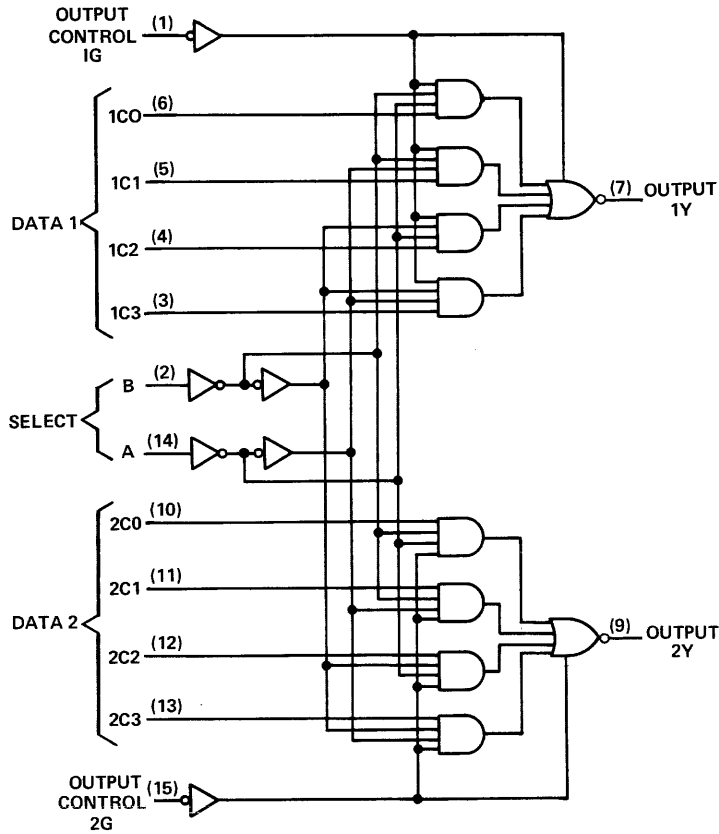 OUTPUT
CONTROL
IG
(1)
DATA 1
1C0
(6)
1C1
(5)
1C2
(4)
1C3
(3)
(7)
OUTPUT
1Y
SELECT
B
(2)
A
(14)
DATA 2
2C0
(10)
2C1
(11)
2C2
(12)
2C3
(13)
(9)
OUTPUT
2Y
OUTPUT
CONTROL
2G
(15)